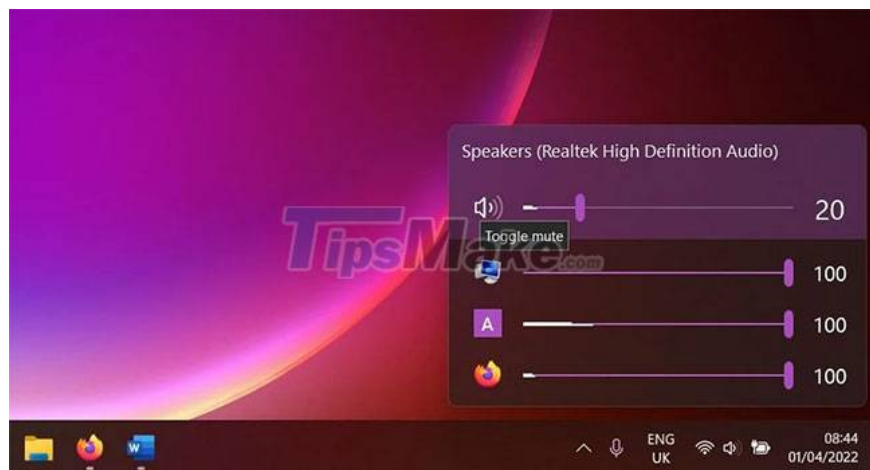 Speakers (Realtek High Definition Audio)
20
Toggle mute
TipsMake.com
100
A
100
100
W
ENG
UK
08:44
01/04/2022